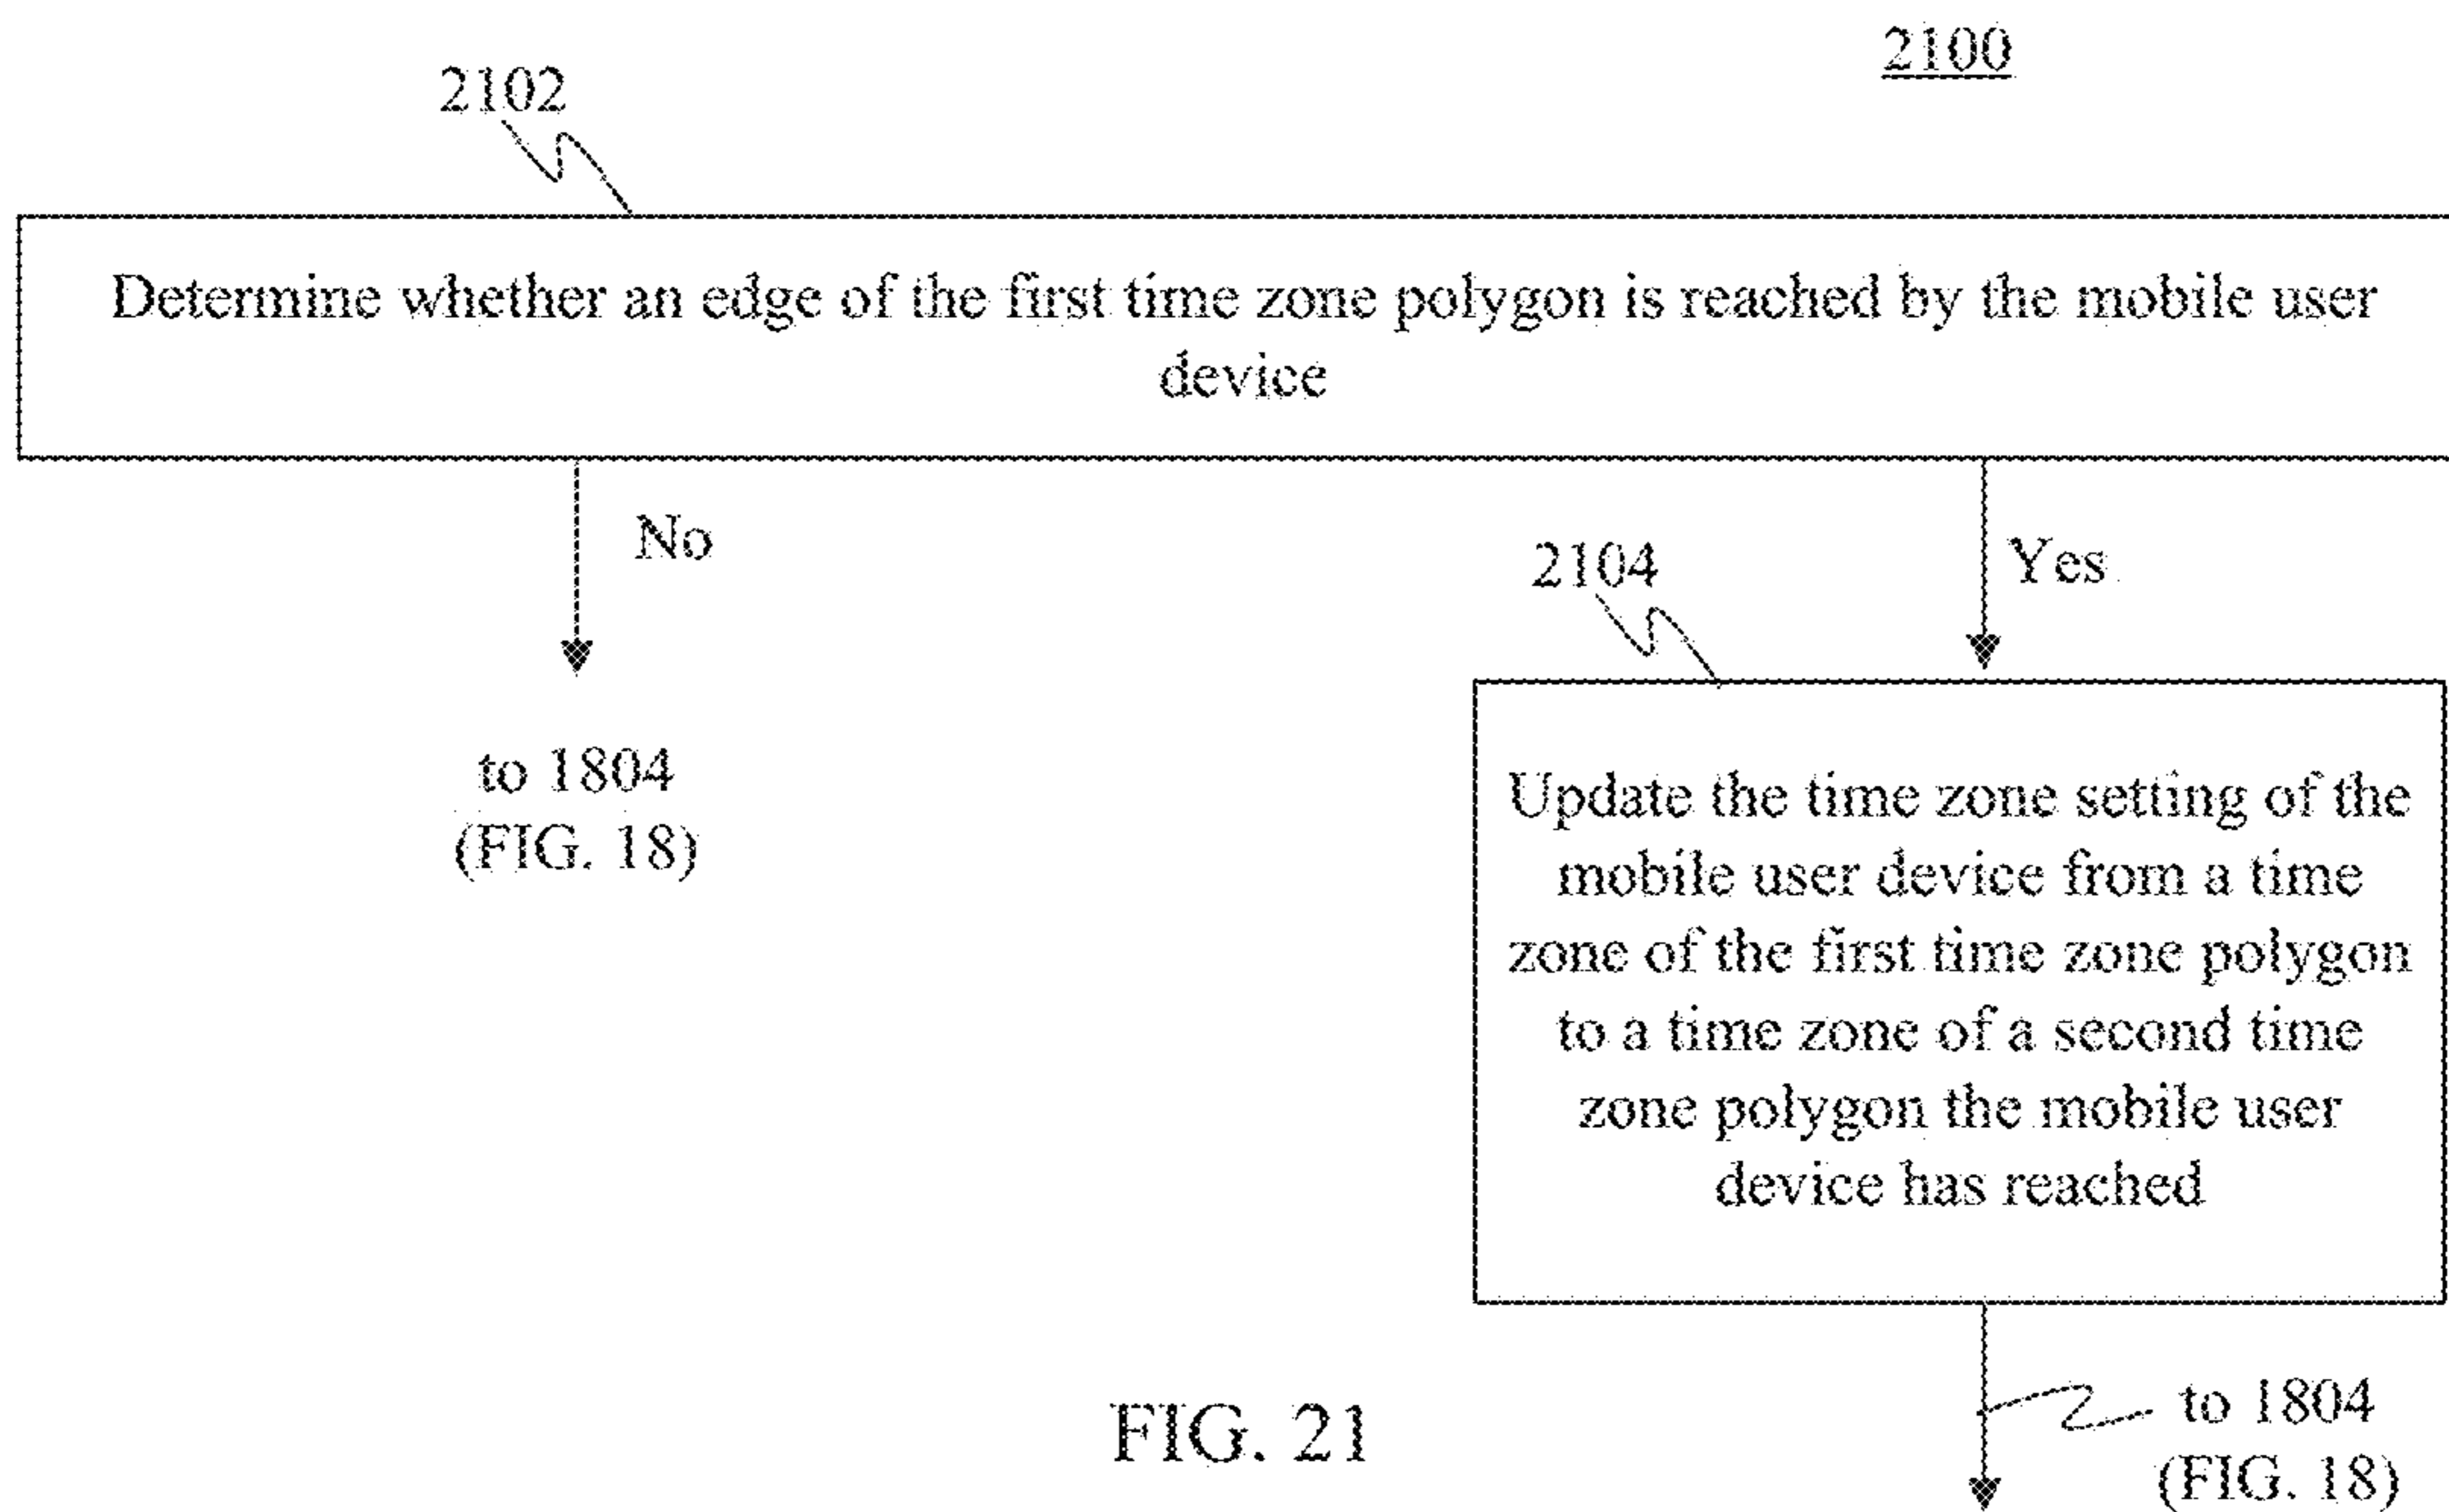 2100
2102
Determine whether an edge of the first time zone polygon is reached by the mobile user
device
No
Yes
2104
to 1804
(FIG. 18)
Update the time zone setting of the
mobile user device from a time
zone of the first time zone polygon
to a time zone of a second time
zone polygon the mobile user
device has reached
to 1804
(FIG. 18)
FIG. 21